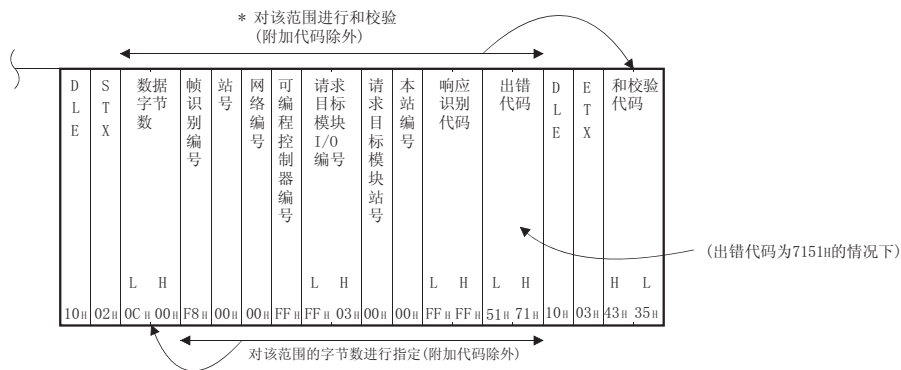 * 对该范围进行和校验
(附加代码除外)
DLE
STX
数据字节数
帧识别编号
站号
网络编号
可编程控制器编号
请求目标模块I/O编号
请求目标模块站号
本站编号
响应识别代码
出错代码
DLE
ETX
和校验代码
(出错代码为7151H的情况下)
L H L H L H L H H L
10H 02H 0CH 00H F8H 00H 00H FFH FFH 03H 00H 00H FFH FFH 51H 71H 10H 03H 43H 35H
对该范围的字节数进行指定(附加代码除外)